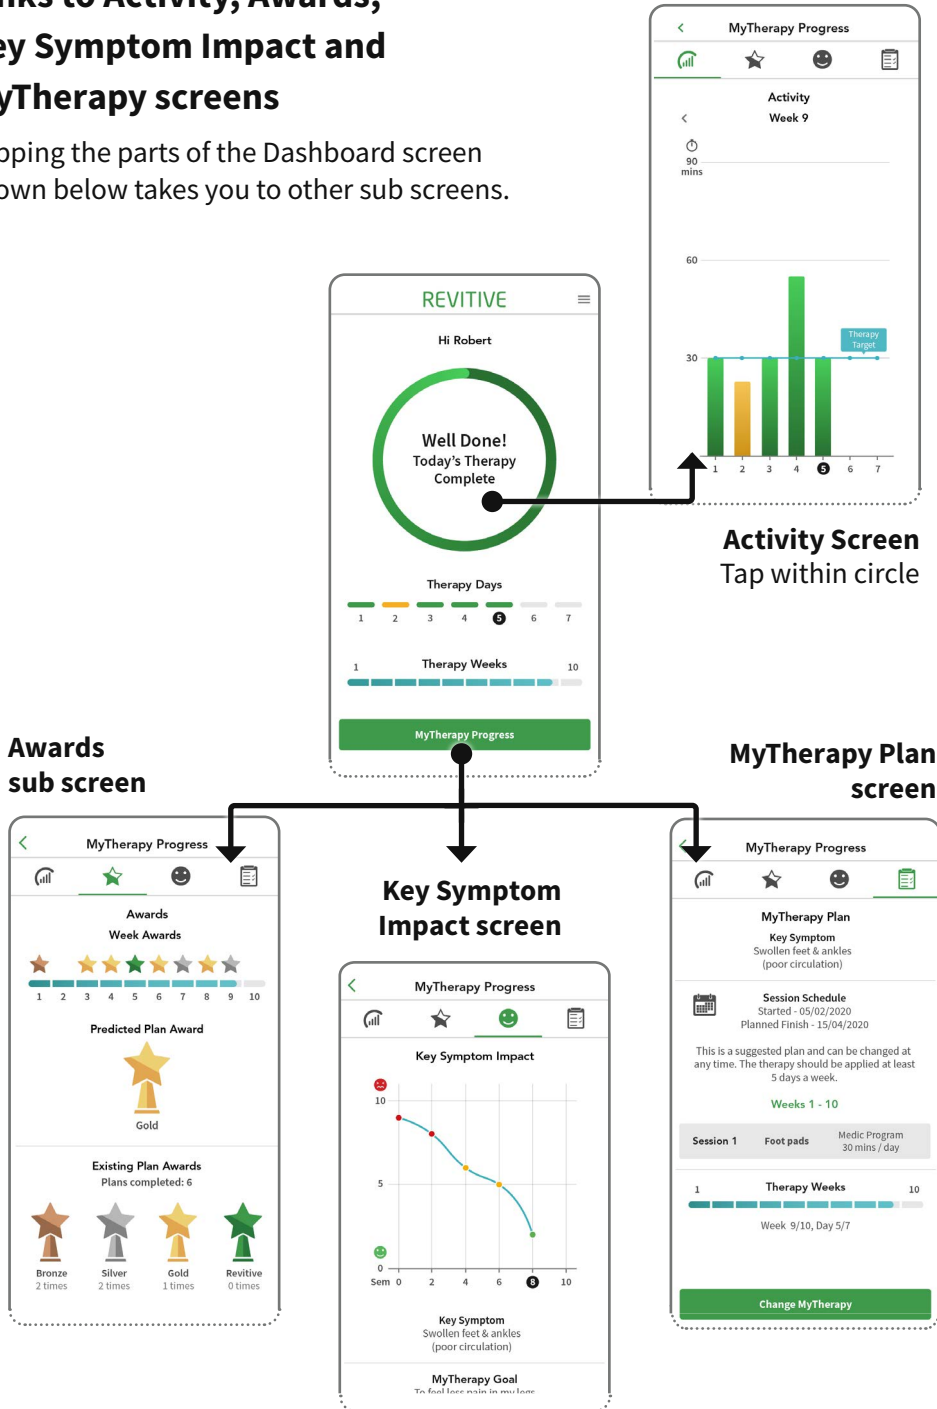 Activity, Awards,
Symptom Impact and
screens
the parts of the Dashboard screen
below takes you to other sub screens.
MyTherapy Progress
Activity
Week 9
90
mins
60
Therapy
Target
30
1 2 3 4 5 6 7
Activity Screen
Tap within circle
REVITIVE
Hi Robert
Well Done!
Today's Therapy
Complete
Therapy Days
1 2 3 4 5 6 7
1 Therapy Weeks 10
MyTherapy Progress
Awards
sub screen
MyTherapy Progress
Awards
Week Awards
1 2 3 4 5 6 7 8 9 10
Predicted Plan Award
Gold
Existing Plan Awards
Plans completed: 6
Bronze Silver Gold Revitive
2 times 2 times 1 times 0 times
Key Symptom
Impact screen
MyTherapy Progress
Key Symptom Impact
10
5
0
Sem 0 2 4 6 8 10
Key Symptom
Swollen feet & ankles
(poor circulation)
MyTherapy Goal
To feel less pain in my legs
MyTherapy Plan
screen
MyTherapy Progress
MyTherapy Plan
Key Symptom
Swollen feet & ankles
(poor circulation)
Session Schedule
Started - 05/02/2020
Planned Finish - 15/04/2020
This is a suggested plan and can be changed at
any time. The therapy should be applied at least
5 days a week.
Weeks 1 - 10
Session 1 Foot pads Medic Program
30 mins / day
1 Therapy Weeks 10
Week 9/10, Day 5/7
Change MyTherapy